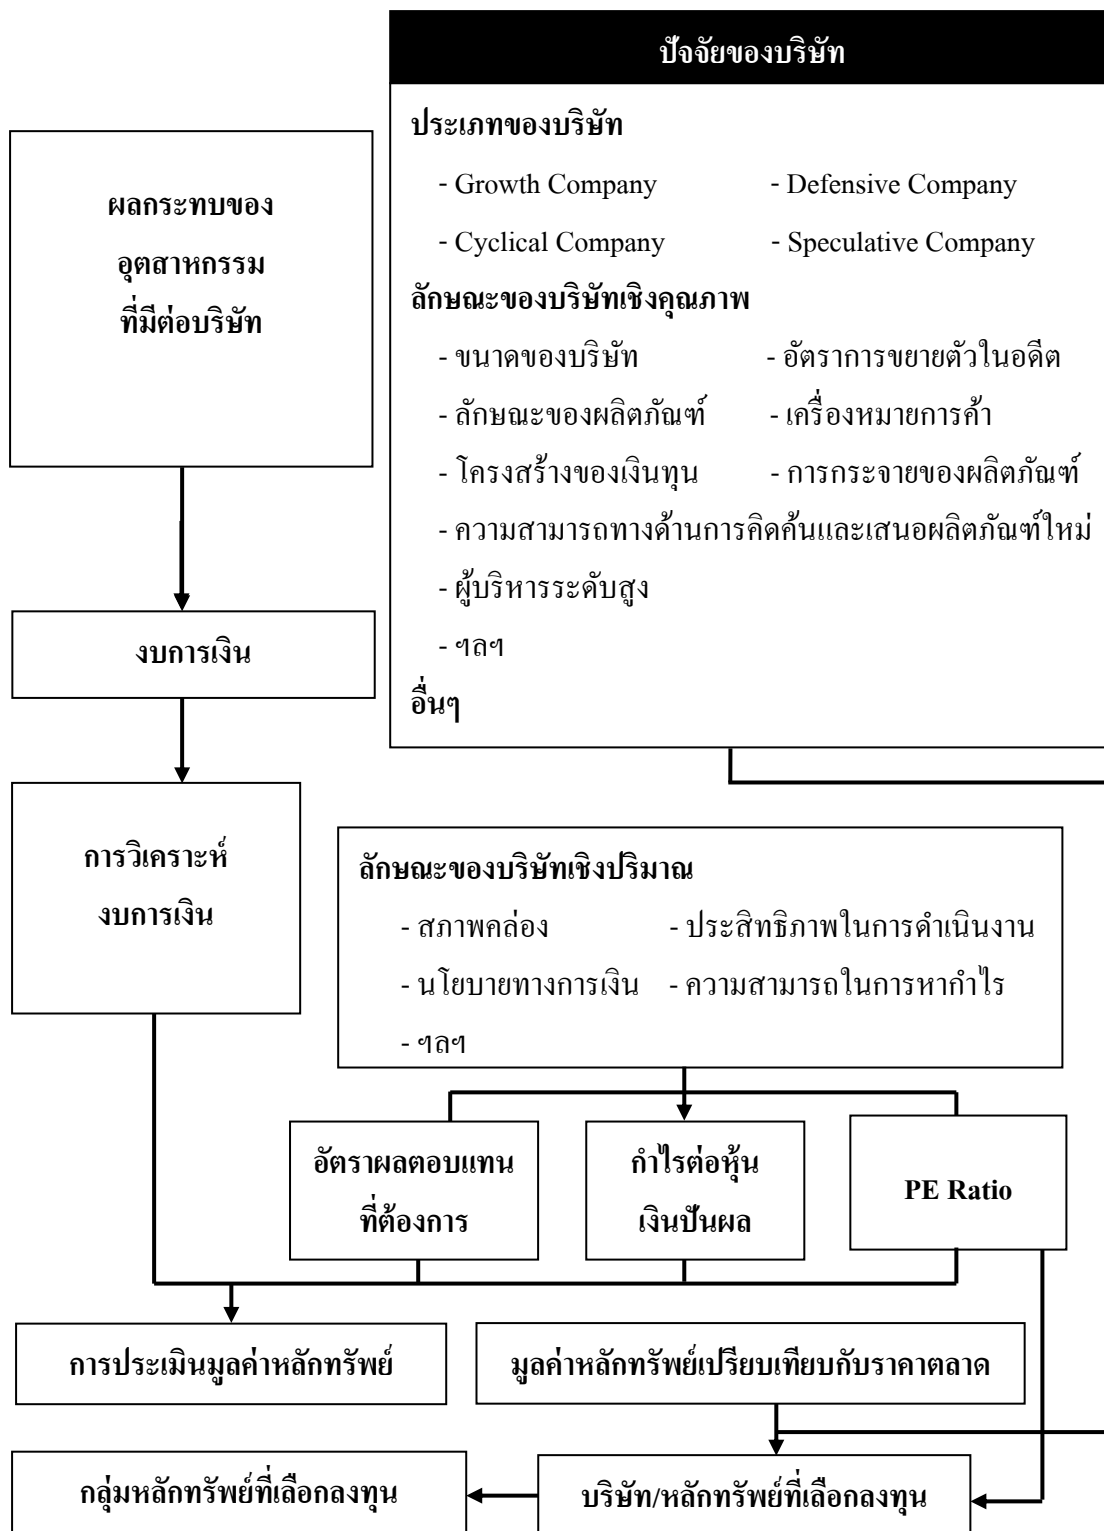 ปัจจัยของบริษัท
ประเภทของบริษัท
- Growth Company - Defensive Company
- Cyclical Company - Speculative Company
ลักษณะของบริษัทเชิงคุณภาพ
- ขนาดของบริษัท - อัตราการขยายตัวในอดีต
- ลักษณะของผลิตภัณฑ์ - เครื่องหมายการค้า
- โครงสร้างของเงินทุน - การกระจายของผลิตภัณฑ์
- ความสามารถทางด้านการคิดค้นและเสนอผลิตภัณฑ์ใหม่
- ผู้บริหารระดับสูง
- ฯลฯ
อื่นๆ
ผลกระทบของ
อุตสาหกรรม
ที่มีต่อบริษัท
งบการเงิน
การวิเคราะห์
งบการเงิน
ลักษณะของบริษัทเชิงปริมาณ
- สภาพคล่อง - ประสิทธิภาพในการดำเนินงาน
- นโยบายทางการเงิน - ความสามารถในการหากำไร
- ฯลฯ
อัตราผลตอบแทน
ที่ต้องการ
กำไรต่อหุ้น
เงินปันผล
PE Ratio
การประเมินมูลค่าหลักทรัพย์
มูลค่าหลักทรัพย์เปรียบเทียบกับราคาตลาด
กลุ่มหลักทรัพย์ที่เลือกลงทุน
บริษัท/หลักทรัพย์ที่เลือกลงทุน